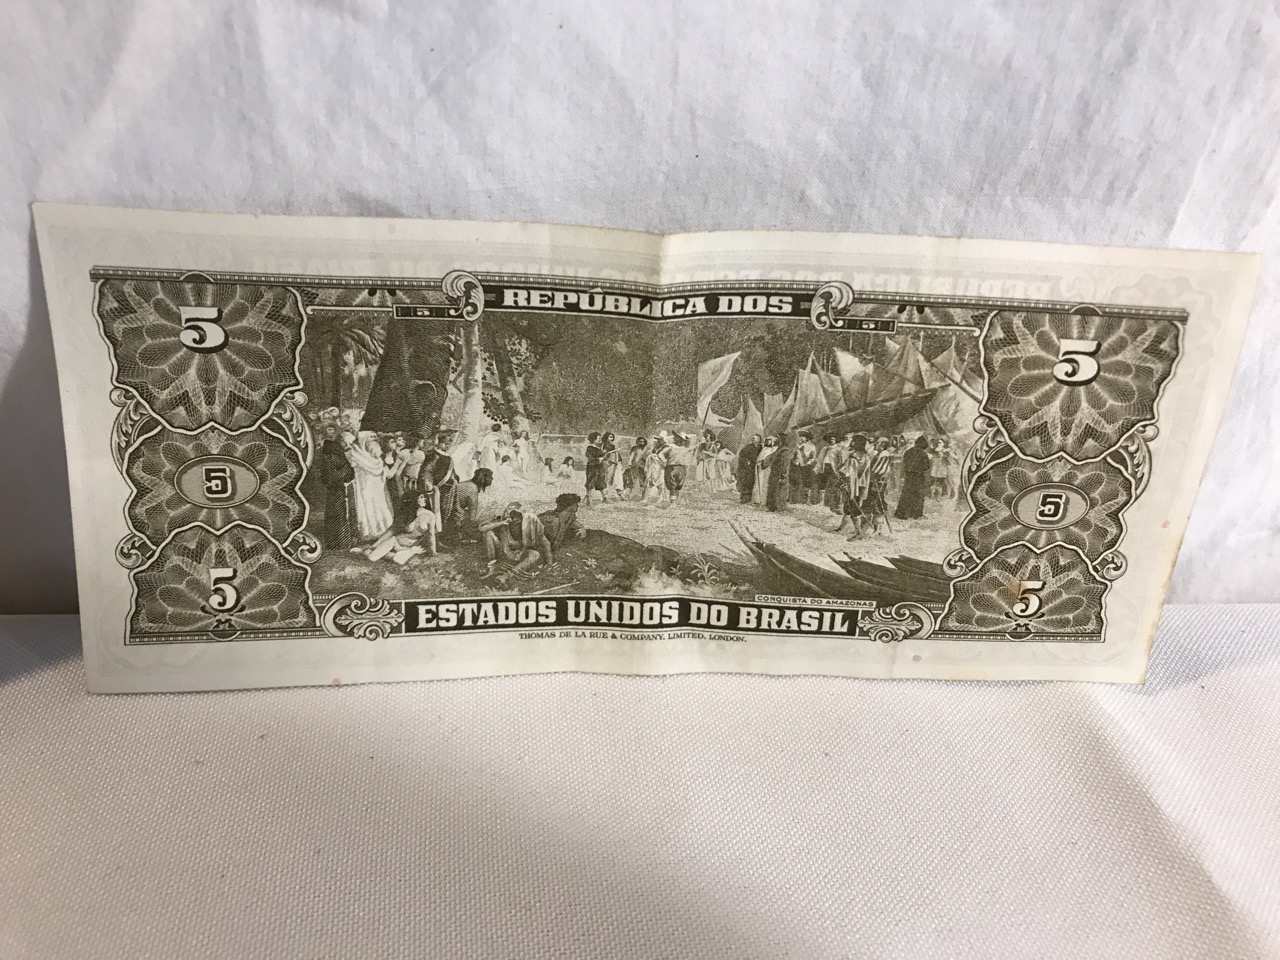 REPÚBLICA DOS
5 5
5 5
5 5
5 5
CONQUISTA DO AMAZONAS
ESTADOS UNIDOS DO BRASIL
THOMAS DE LA RUE & COMPANY, LIMITED, LONDON.